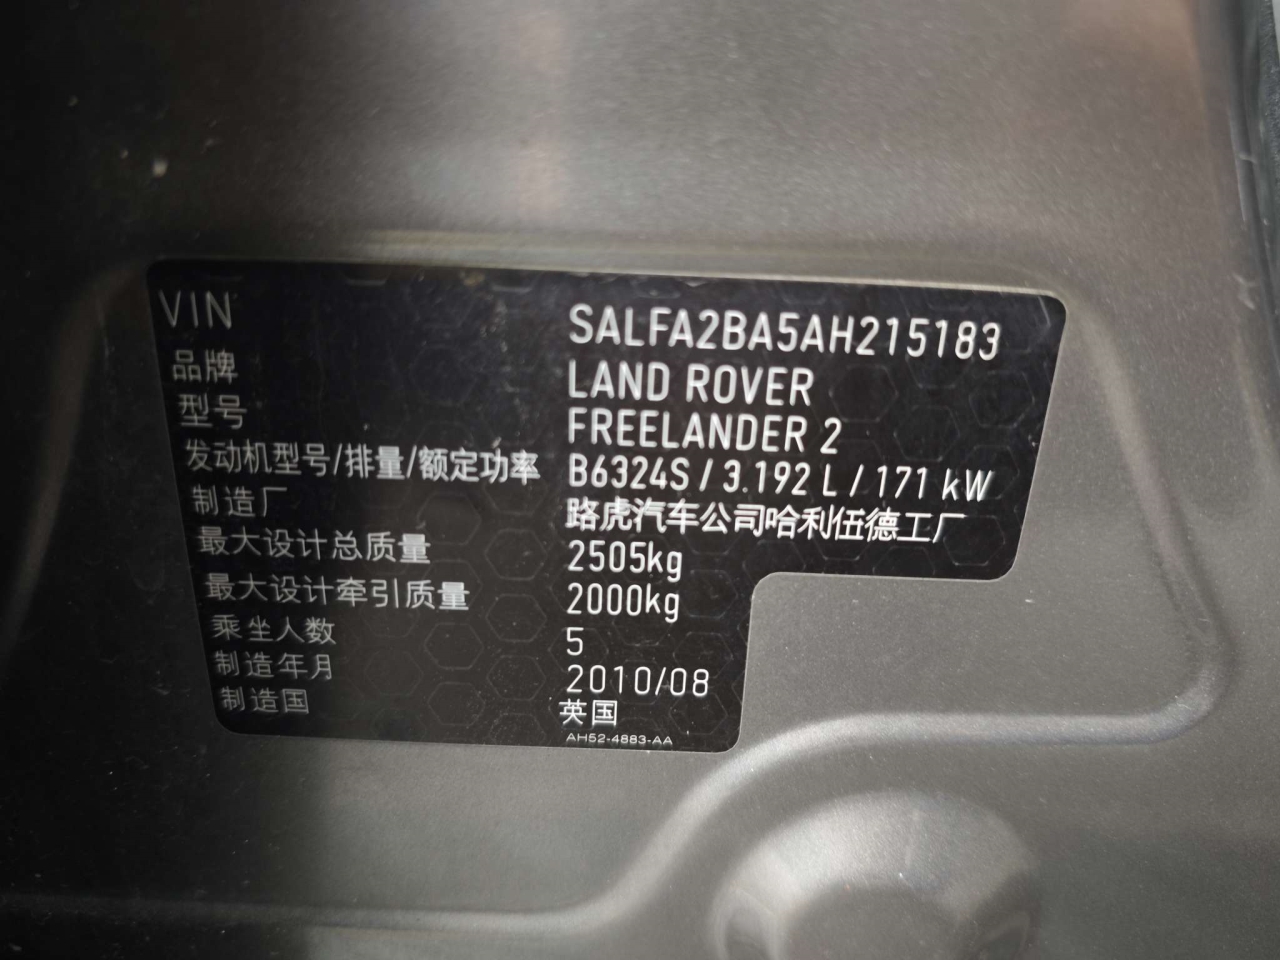 VIN SALFA2BA5AH215183
品牌 LAND ROVER
型号 FREELANDER 2
发动机型号/排量/额定功率 B6324S / 3.192 L / 171 kW
制造厂 路虎汽车公司哈利伍德工厂
最大设计总质量 2505kg
最大设计牵引质量 2000kg
乘坐人数 5
制造年月 2010/08
制造国 英国
AH52-4883-AA